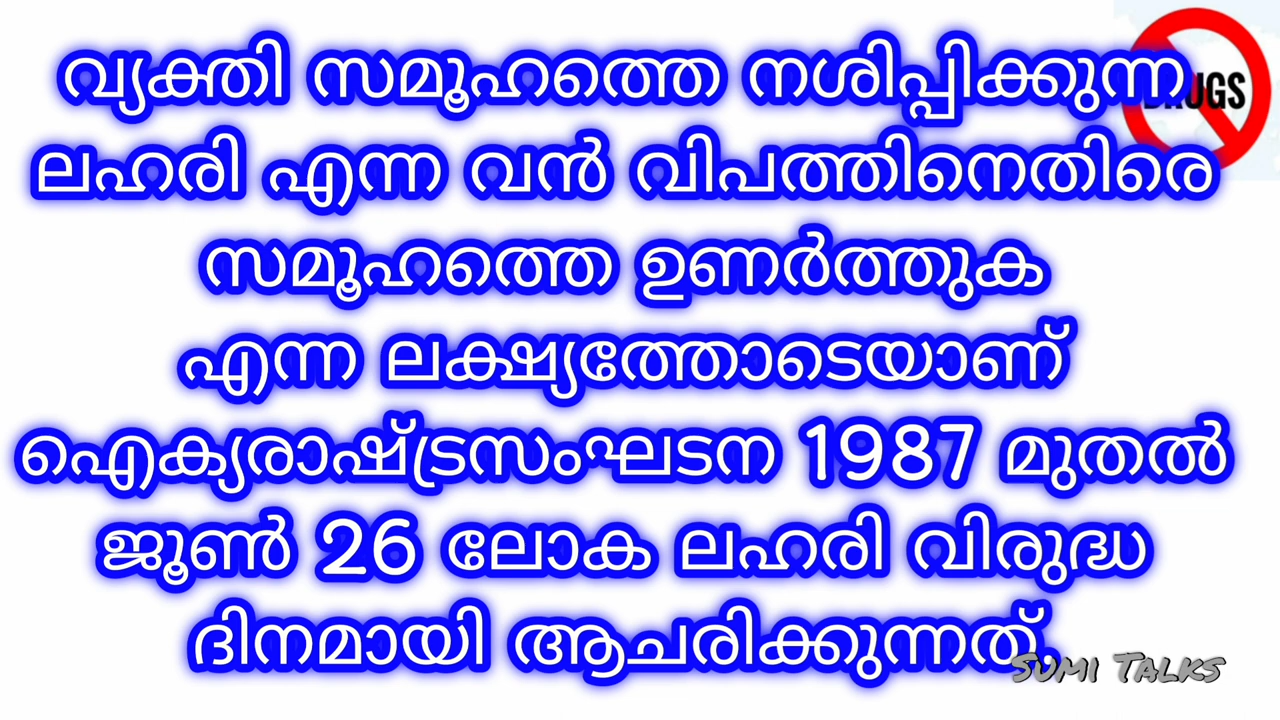 വ്യക്തി സമൂഹത്തെ നശിപ്പിക്കുന്ന
ലഹരി എന്ന വൻ വിപത്തിനെതിരെ
സമൂഹത്തെ ഉണർത്തുക
എന്ന ലക്ഷ്യത്തോടെയാണ്
ഐക്യരാഷ്ട്രസംഘടന 1987 മുതൽ
ജൂൺ 26 ലോക ലഹരി വിരുദ്ധ
ദിനമായി ആചരിക്കുന്നത്.
DRUGS
Sumi Talks